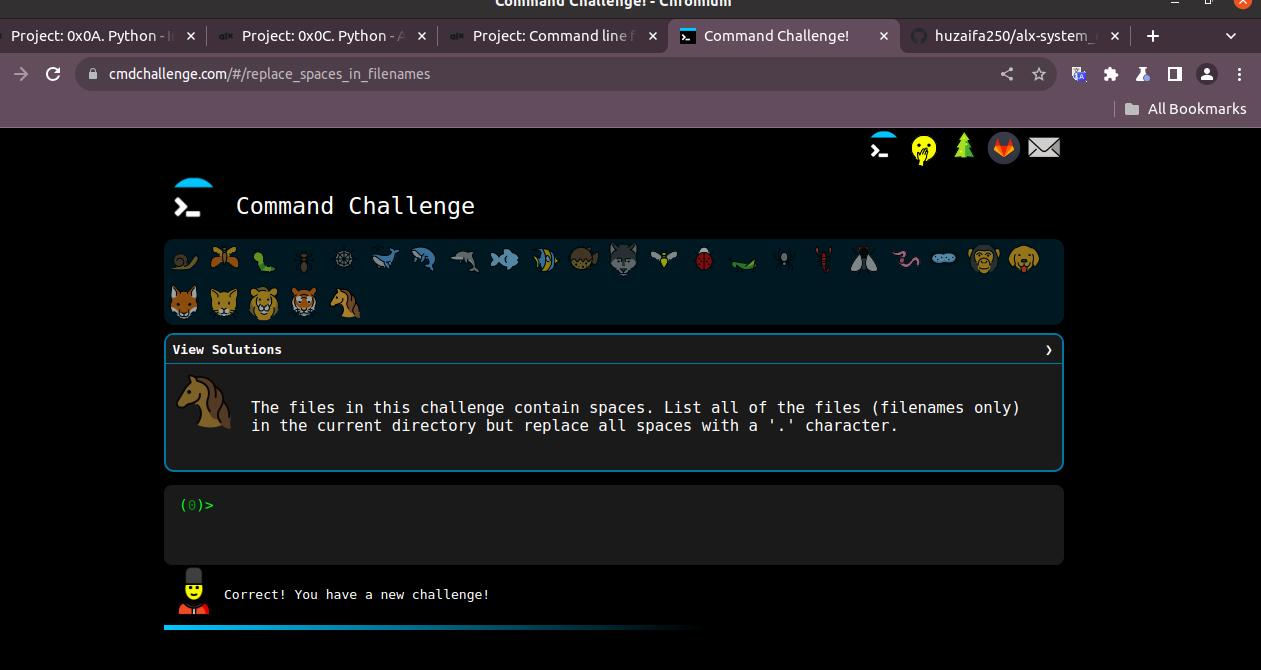 Command Challenge! - Chromium
Project: 0x0A. Python - I
Project: 0x0C. Python - A
Project: Command line f
Command Challenge!
huzaifa250/alx-system_
cmdchallenge.com/#/replace_spaces_in_filenames
All Bookmarks
Command Challenge
View Solutions
The files in this challenge contain spaces. List all of the files (filenames only)
in the current directory but replace all spaces with a '.' character.
(0)>
Correct! You have a new challenge!